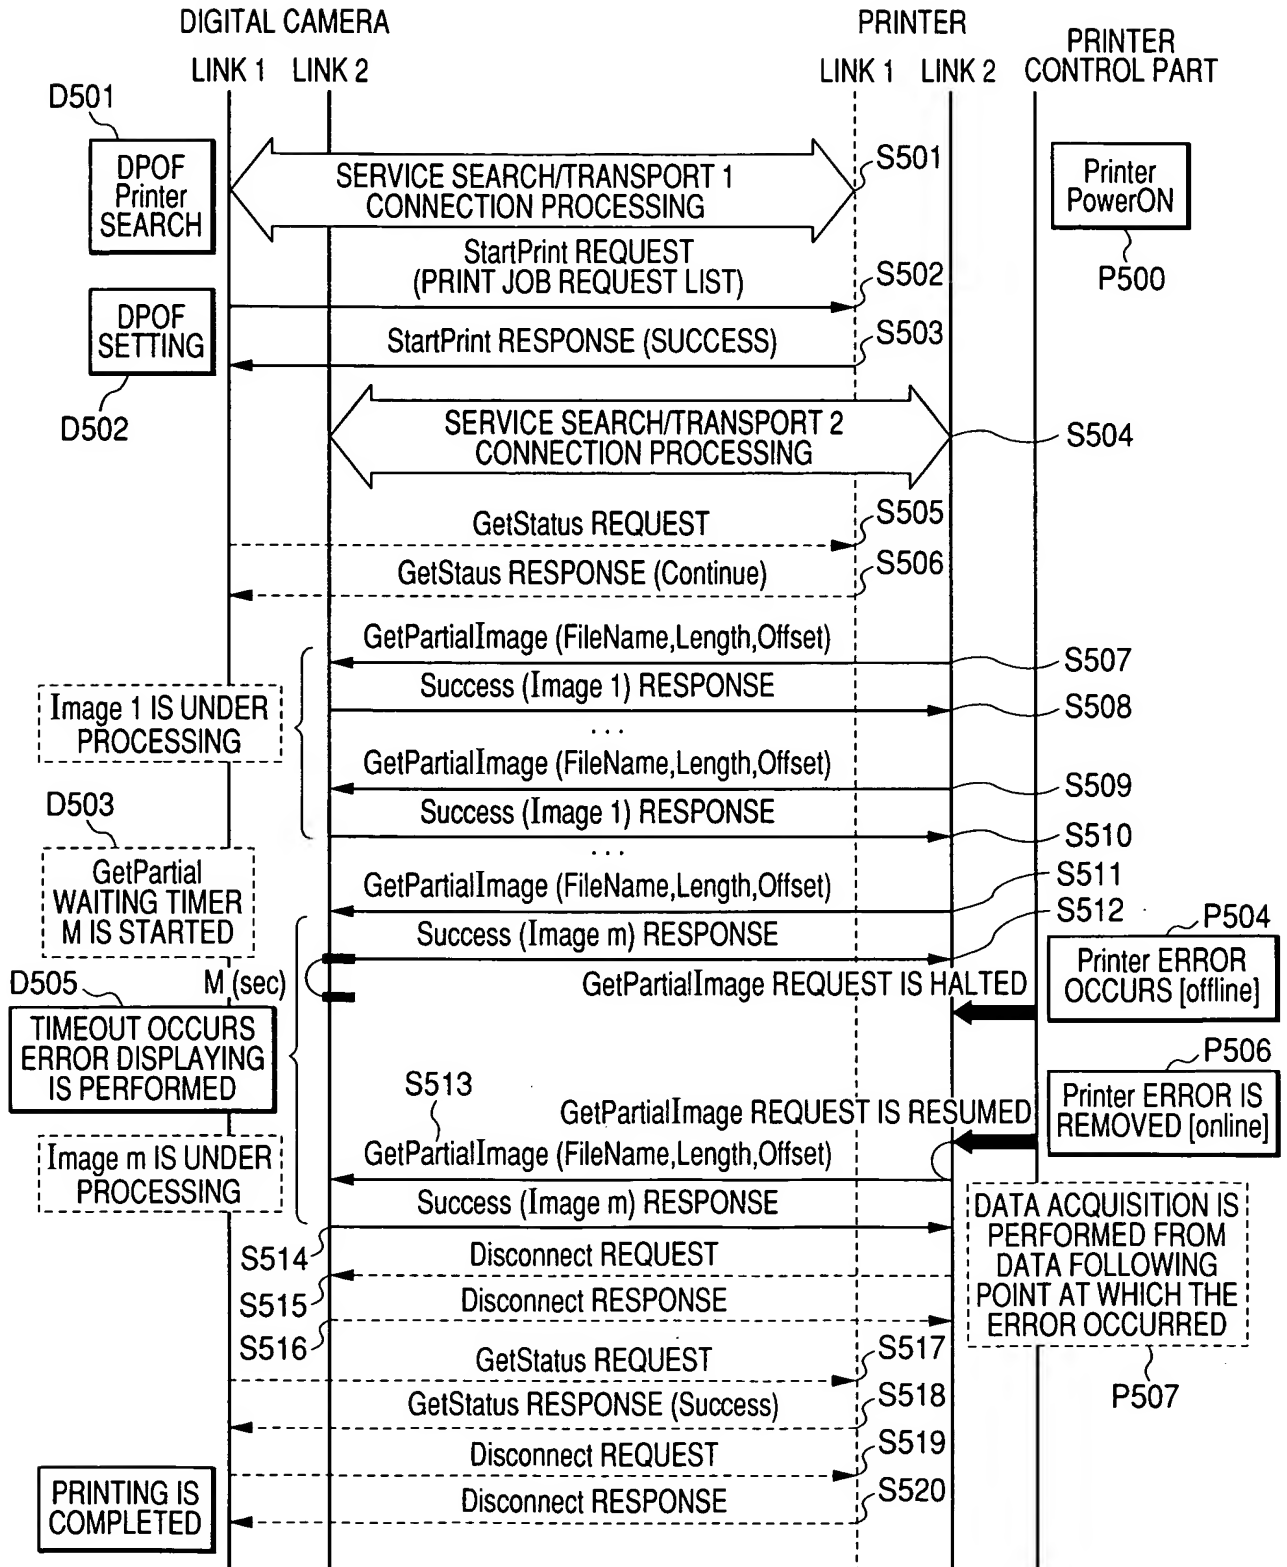 DIGITAL CAMERA
PRINTER
PRINTER
CONTROL PART
LINK 1
LINK 2
LINK 1
LINK 2
D501
DPOF
Printer
SEARCH
SERVICE SEARCH/TRANSPORT 1
CONNECTION PROCESSING
S501
Printer
PowerON
P500
StartPrint REQUEST
(PRINT JOB REQUEST LIST)
S502
DPOF
SETTING
D502
StartPrint RESPONSE (SUCCESS)
S503
SERVICE SEARCH/TRANSPORT 2
CONNECTION PROCESSING
S504
GetStatus REQUEST
S505
GetStaus RESPONSE (Continue)
S506
GetPartialImage (FileName,Length,Offset)
S507
Image 1 IS UNDER
PROCESSING
Success (Image 1) RESPONSE
S508
...
GetPartialImage (FileName,Length,Offset)
S509
Success (Image 1) RESPONSE
S510
...
D503
GetPartial
WAITING TIMER
M IS STARTED
GetPartialImage (FileName,Length,Offset)
S511
Success (Image m) RESPONSE
S512
P504
Printer ERROR
OCCURS [offline]
M (sec)
GetPartialImage REQUEST IS HALTED
D505
TIMEOUT OCCURS
ERROR DISPLAYING
IS PERFORMED
P506
Printer ERROR IS
REMOVED [online]
S513
GetPartialImage REQUEST IS RESUMED
GetPartialImage (FileName,Length,Offset)
Image m IS UNDER
PROCESSING
Success (Image m) RESPONSE
S514
DATA ACQUISITION IS
PERFORMED FROM
DATA FOLLOWING
POINT AT WHICH THE
ERROR OCCURRED
P507
Disconnect REQUEST
S515
Disconnect RESPONSE
S516
GetStatus REQUEST
S517
GetStatus RESPONSE (Success)
S518
Disconnect REQUEST
S519
Disconnect RESPONSE
S520
PRINTING IS
COMPLETED